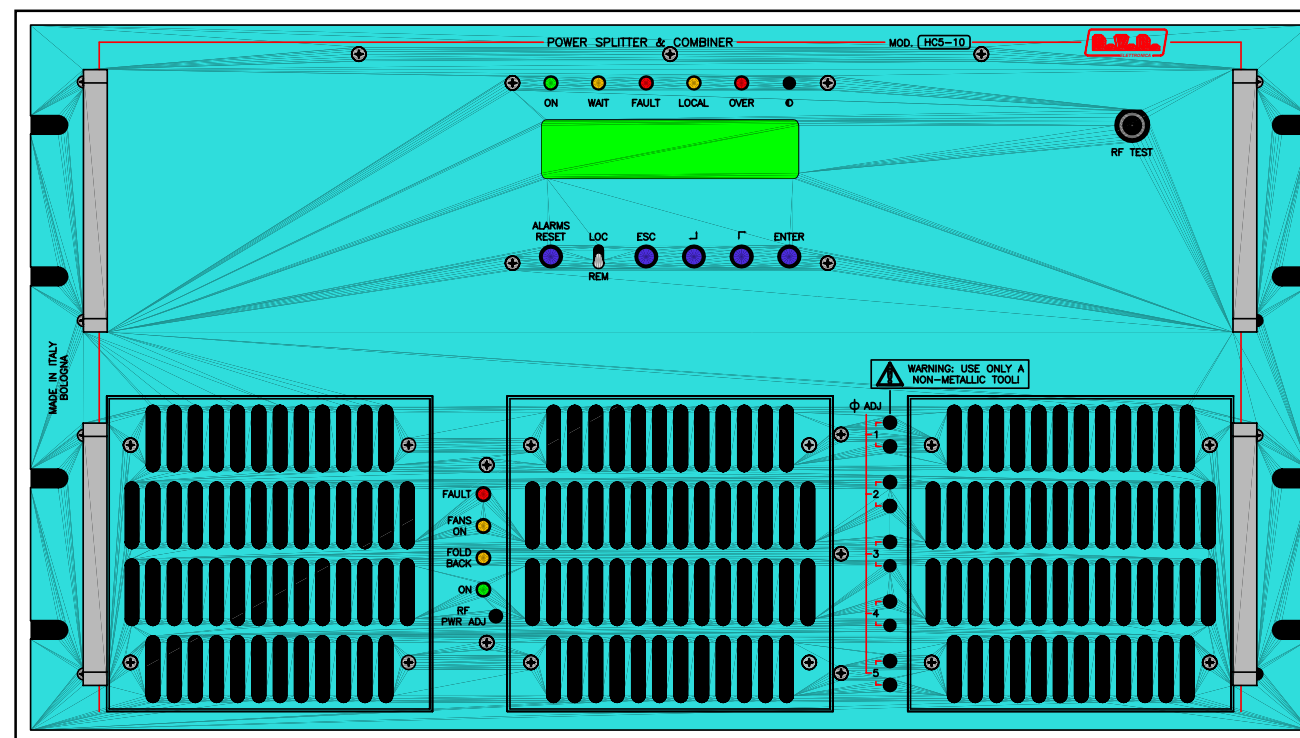 POWER SPLITTER & COMBINER
MOD. HC5-10
ELETTRONICA
ON WAIT FAULT LOCAL OVER
RF TEST
ALARMS
RESET
LOC
REM
ESC
ENTER
MADE IN ITALY
BOLOGNA
WARNING: USE ONLY A
NON-METALLIC TOOL!
Φ ADJ
1
2
3
4
5
FAULT
FANS
ON
FOLD
BACK
ON
RF
PWR ADJ